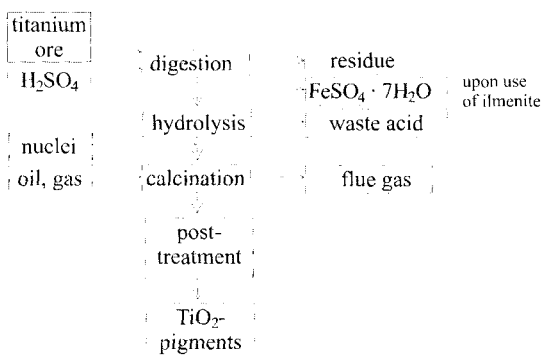 titanium
ore
H₂SO₄
digestion
residue
FeSO₄ · 7H₂O
upon use
of ilmenite
hydrolysis
waste acid
nuclei
oil, gas
calcination
flue gas
post-
treatment
TiO₂-
pigments